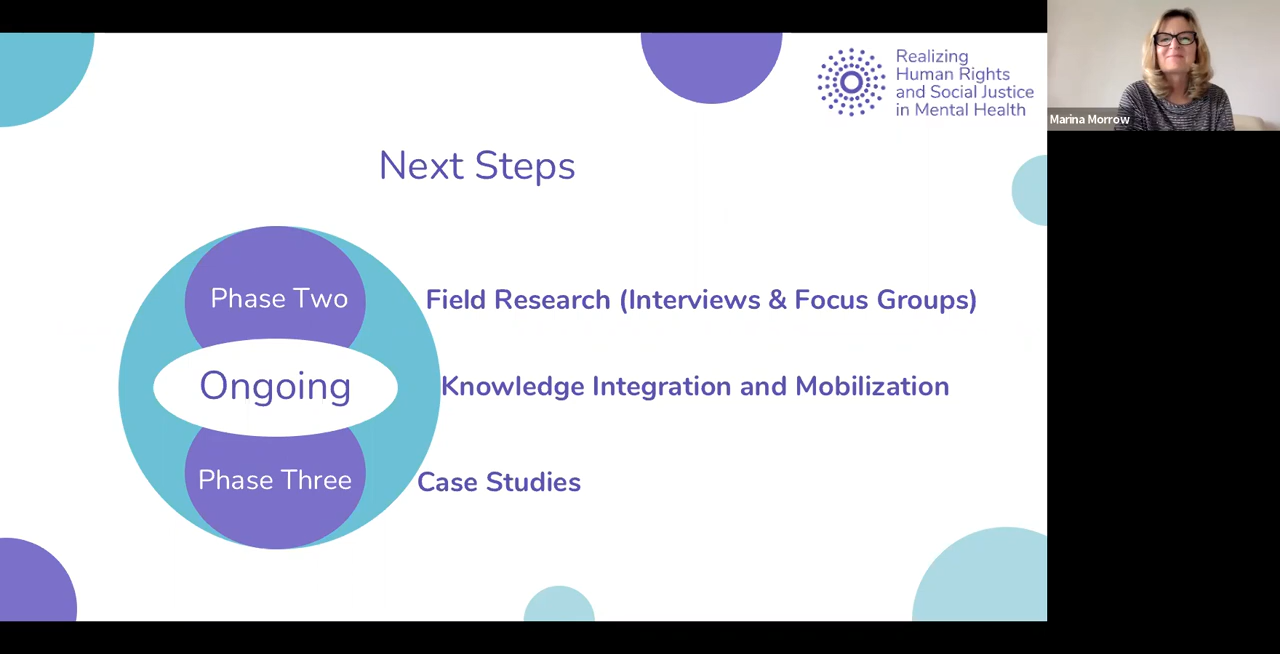 Realizing
Human Rights
and Social Justice
in Mental Health
Marina Morrow
Next Steps
Phase Two
Field Research (Interviews & Focus Groups)
Ongoing
Knowledge Integration and Mobilization
Phase Three
Case Studies